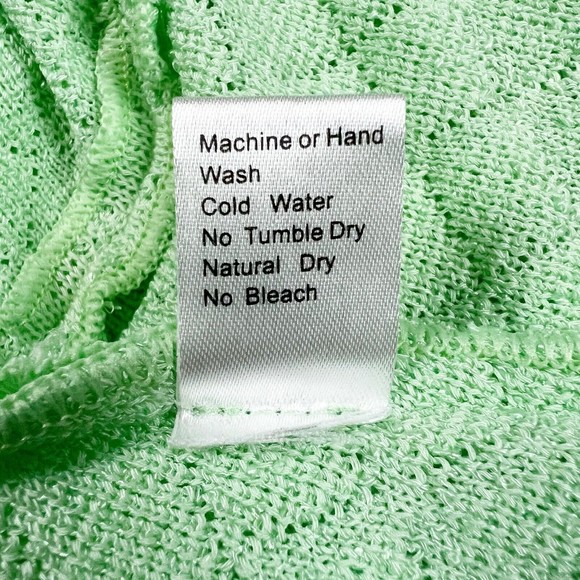 Machine or Hand
Wash
Cold Water
No Tumble Dry
Natural Dry
No Bleach